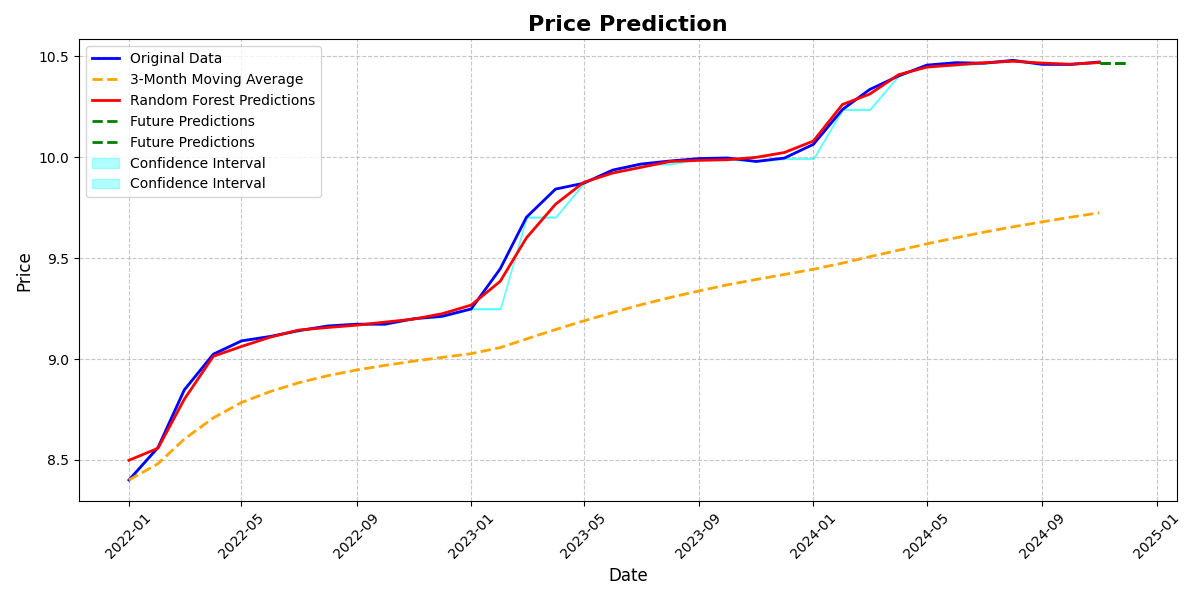 Price Prediction
Original Data
3-Month Moving Average
Random Forest Predictions
Future Predictions
Future Predictions
Confidence Interval
Confidence Interval
10.5
10.0
9.5
9.0
8.5
Price
2022-01
2022-05
2022-09
2023-01
2023-05
2023-09
2024-01
2024-05
2024-09
2025-01
Date